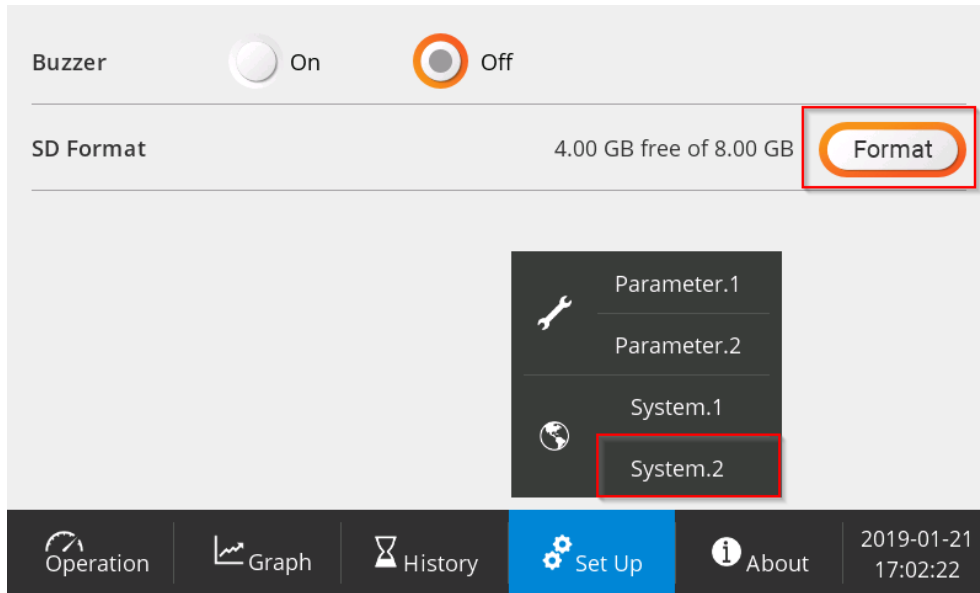 Buzzer On Off
SD Format 4.00 GB free of 8.00 GB Format
Parameter.1
Parameter.2
System.1
System.2
Operation Graph History Set Up About 2019-01-21
17:02:22